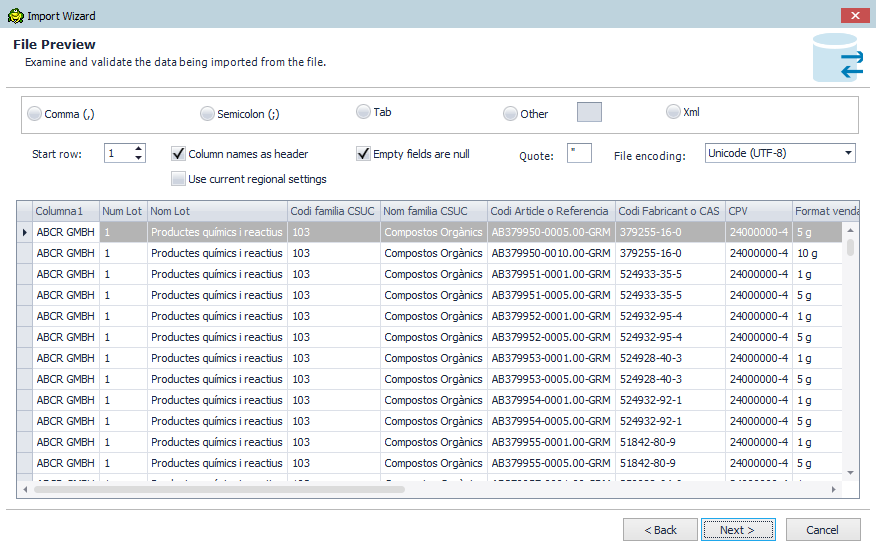 Import Wizard
File Preview
Examine and validate the data being imported from the file.
Comma (,) Semicolon (;) Tab Other Xml
Start row: 1 Column names as header Empty fields are null Quote: " File encoding: Unicode (UTF-8)
Use current regional settings
Columna1 Num Lot Nom Lot Codi familia CSUC Nom familia CSUC Codi Article o Referencia Codi Fabricant o CAS CPV Format venda
ABCR GMBH 1 Productes químics i reactius 103 Compostos Orgànics AB379950-0005.00-GRM 379255-16-0 24000000-4 5 g
ABCR GMBH 1 Productes químics i reactius 103 Compostos Orgànics AB379950-0010.00-GRM 379255-16-0 24000000-4 10 g
ABCR GMBH 1 Productes químics i reactius 103 Compostos Orgànics AB379951-0001.00-GRM 524933-35-5 24000000-4 1 g
ABCR GMBH 1 Productes químics i reactius 103 Compostos Orgànics AB379951-0005.00-GRM 524933-35-5 24000000-4 5 g
ABCR GMBH 1 Productes químics i reactius 103 Compostos Orgànics AB379952-0001.00-GRM 524932-95-4 24000000-4 1 g
ABCR GMBH 1 Productes químics i reactius 103 Compostos Orgànics AB379952-0005.00-GRM 524932-95-4 24000000-4 5 g
ABCR GMBH 1 Productes químics i reactius 103 Compostos Orgànics AB379953-0001.00-GRM 524928-40-3 24000000-4 1 g
ABCR GMBH 1 Productes químics i reactius 103 Compostos Orgànics AB379953-0005.00-GRM 524928-40-3 24000000-4 5 g
ABCR GMBH 1 Productes químics i reactius 103 Compostos Orgànics AB379954-0001.00-GRM 524932-92-1 24000000-4 1 g
ABCR GMBH 1 Productes químics i reactius 103 Compostos Orgànics AB379954-0005.00-GRM 524932-92-1 24000000-4 5 g
ABCR GMBH 1 Productes químics i reactius 103 Compostos Orgànics AB379955-0001.00-GRM 51842-80-9 24000000-4 1 g
ABCR GMBH 1 Productes químics i reactius 103 Compostos Orgànics AB379955-0005.00-GRM 51842-80-9 24000000-4 5 g
ABCR GMBH 1 Productes químics i reactius
< Back Next > Cancel